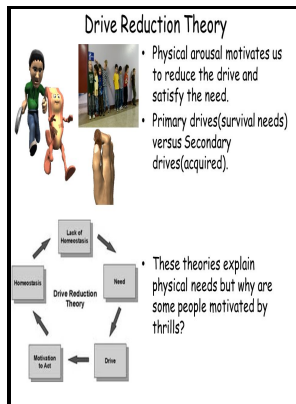 Drive Reduction Theory
• Physical arousal motivates us
to reduce the drive and
satisfy the need.
• Primary drives(survival needs)
versus Secondary
drives(acquired).
Lack of
Homeostasis
Homeostasis
Need
Drive Reduction
Theory
Motivation
to Act
Drive
• These theories explain
physical needs but why are
some people motivated by
thrills?